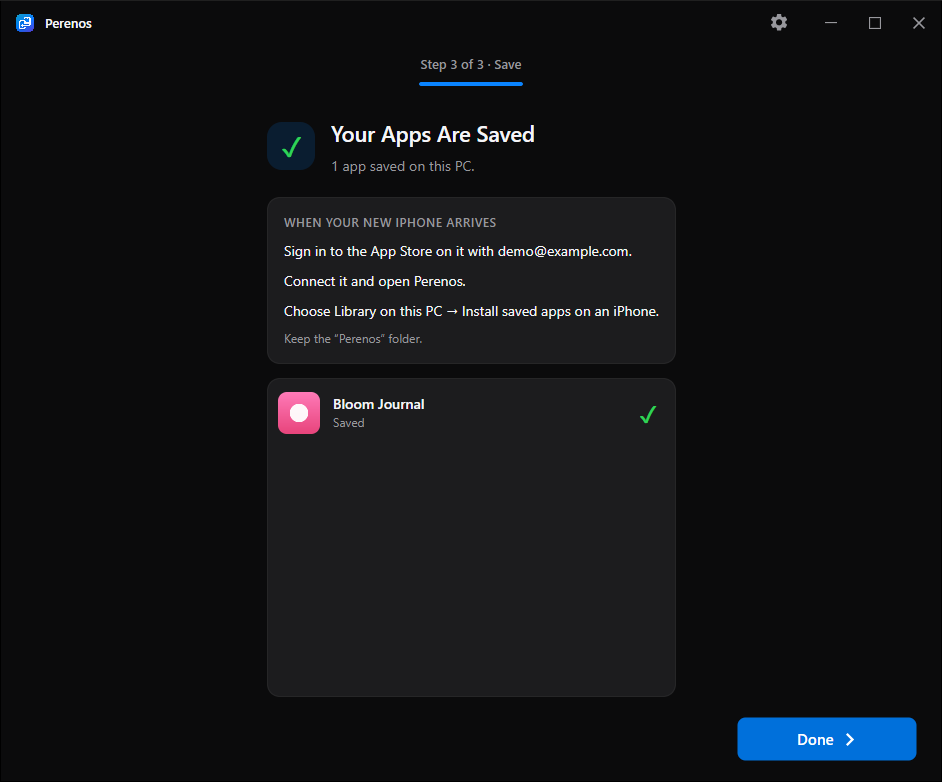 Perenos
Step 3 of 3 · Save
Your Apps Are Saved
1 app saved on this PC.
WHEN YOUR NEW IPHONE ARRIVES
Sign in to the App Store on it with demo@example.com.
Connect it and open Perenos.
Choose Library on this PC → Install saved apps on an iPhone.
Keep the “Perenos” folder.
Bloom Journal
Saved
Done